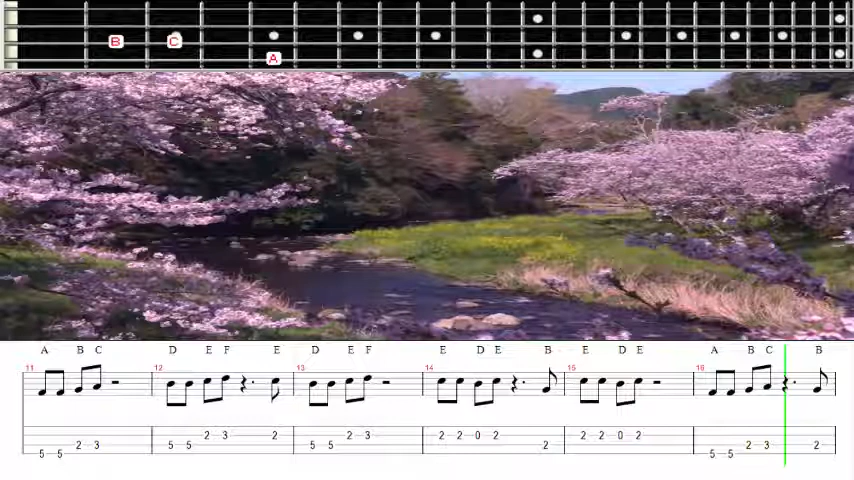 B C
A
A B C D E F E D E F E D E B E D E A B C B
11 12 13 14 15 16
2 3 2 2 3 2 2 0 2 2 2 0 2
5 5 5 5 2 3 2
2 3 2
5 5 5 5